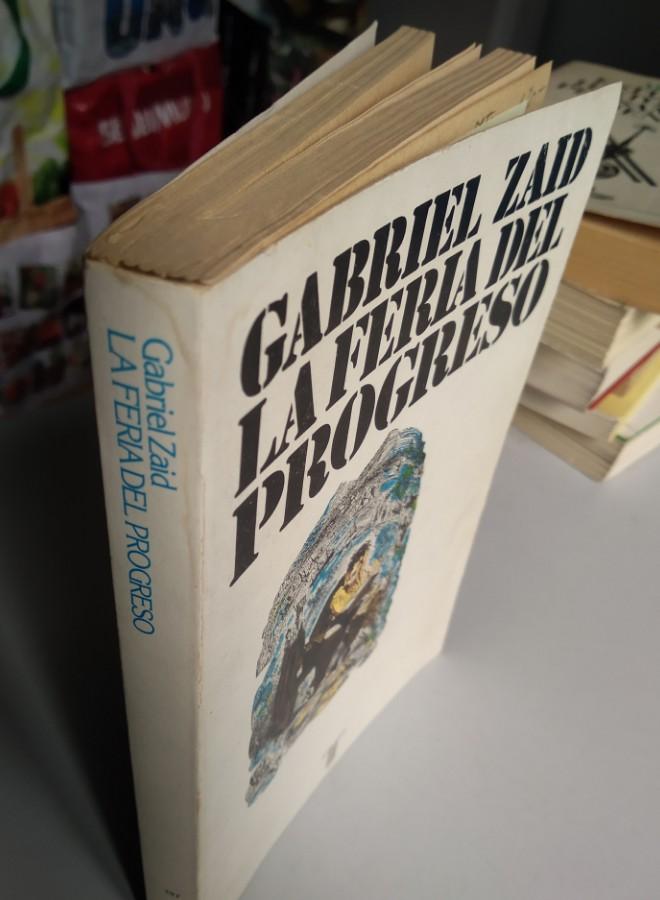 GABRIEL ZAID
LA FERIA DEL
PROGRESO
Gabriel Zaid
LA FERIA DEL PROGRESO